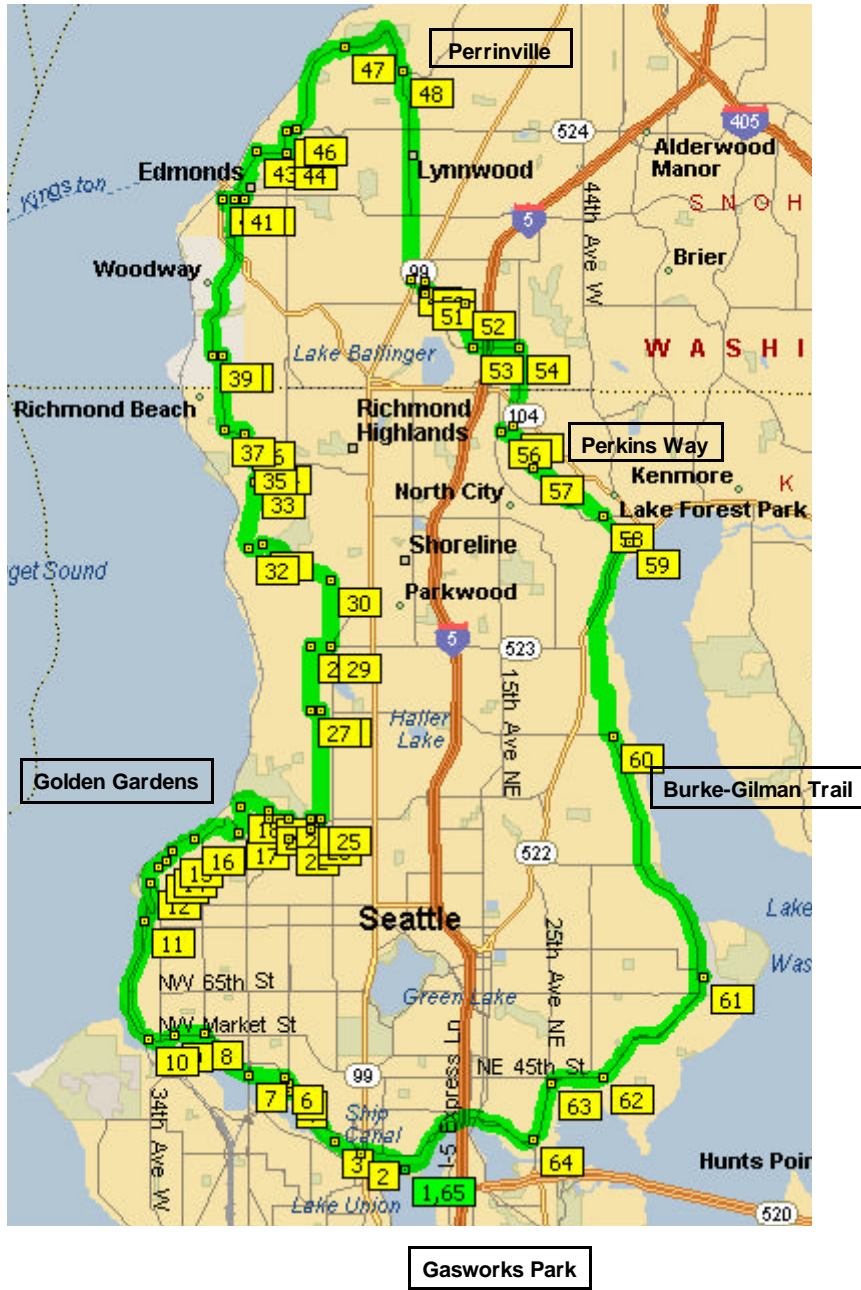 Perrinville
47
48
405
524
Alderwood
Manor
46
Edmonds
43
44
Lynnwood
Kingston
44th Ave W
S N O H
41
5
Brier
Woodway
99
51
52
Lake Ballinger
W A S H I
39
53
54
Richmond Beach
Richmond
Highlands
104
Perkins Way
37
56
35
Kenmore
K
57
North City
33
Lake Forest Park
58
Shoreline
59
32
get Sound
30
Parkwood
5
523
29
15th Ave NE
27
Haller
Lake
60
Golden Gardens
Burke-Gilman Trail
25
16
17
522
12
Seattle
Lake
11
25th Ave NE
Was
NW 65th St
Green Lake
61
NW Market St
8
10
I-5 Express Ln
NE 45th St
99
7
6
62
63
34th Ave W
Ship
Canal
3
2
64
Hunts Poin
1,65
Lake Union
520
Gasworks Park